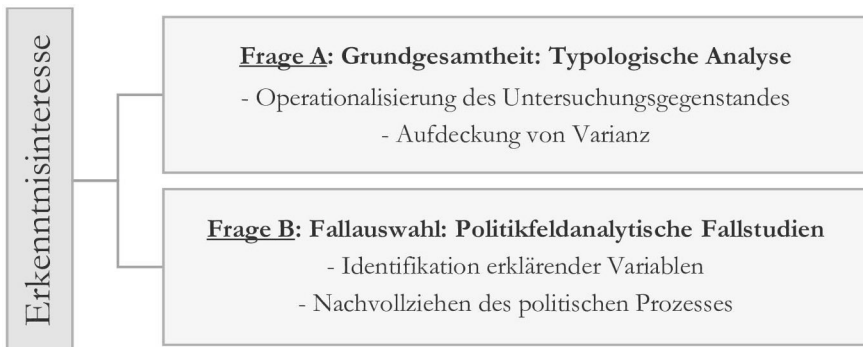 Erkenntnisinteresse
Frage A: Grundgesamtheit: Typologische Analyse
- Operationalisierung des Untersuchungsgegenstandes
- Aufdeckung von Varianz
Frage B: Fallauswahl: Politikfeldanalytische Fallstudien
- Identifikation erklärender Variablen
- Nachvollziehen des politischen Prozesses